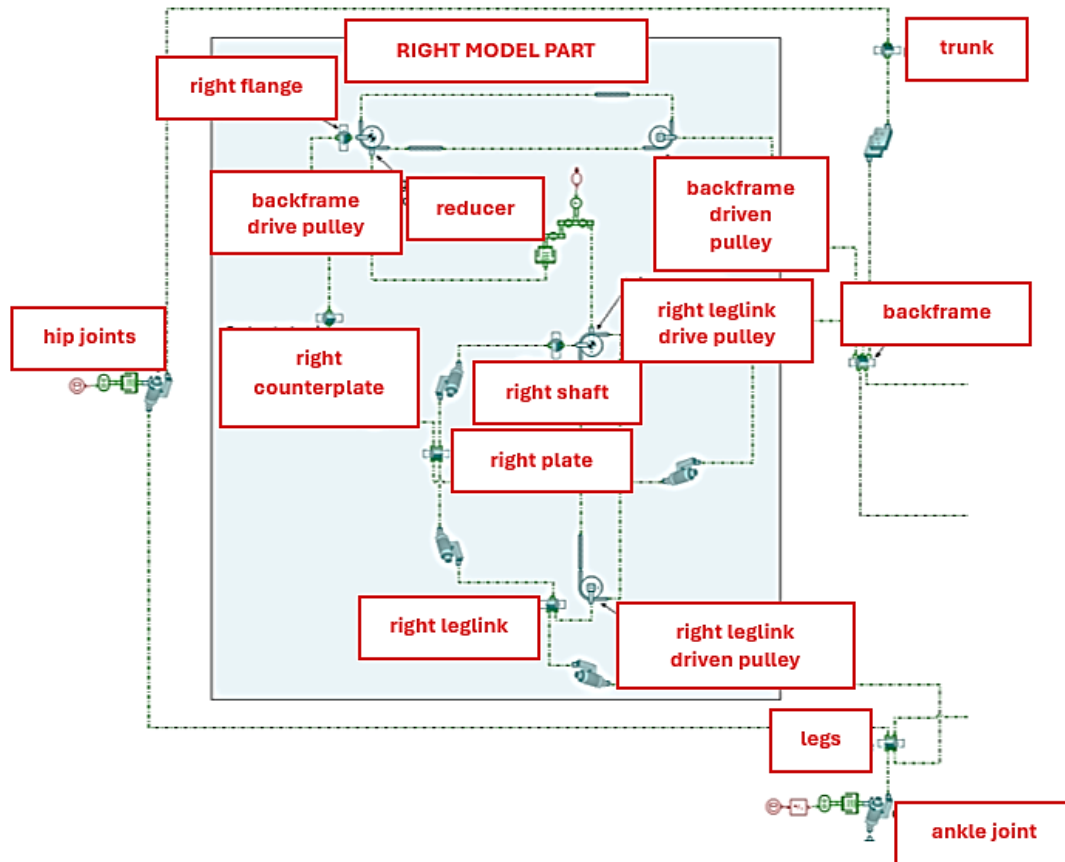 RIGHT MODEL PART
trunk
right flange
backframe
drive pulley
reducer
backframe
driven
pulley
hip joints
right leglink
drive pulley
backframe
right
counterplate
right shaft
right plate
right leglink
right leglink
driven pulley
legs
ankle joint